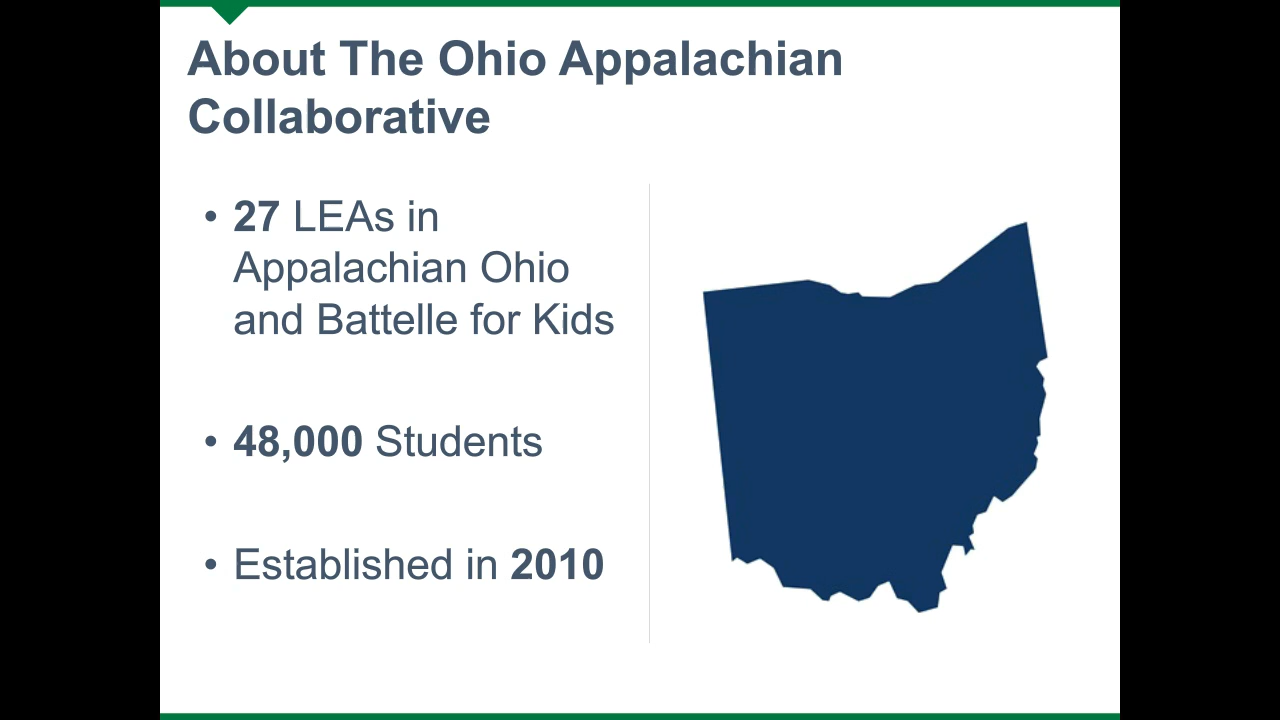 About The Ohio Appalachian
Collaborative
• 27 LEAs in
Appalachian Ohio
and Battelle for Kids
• 48,000 Students
• Established in 2010